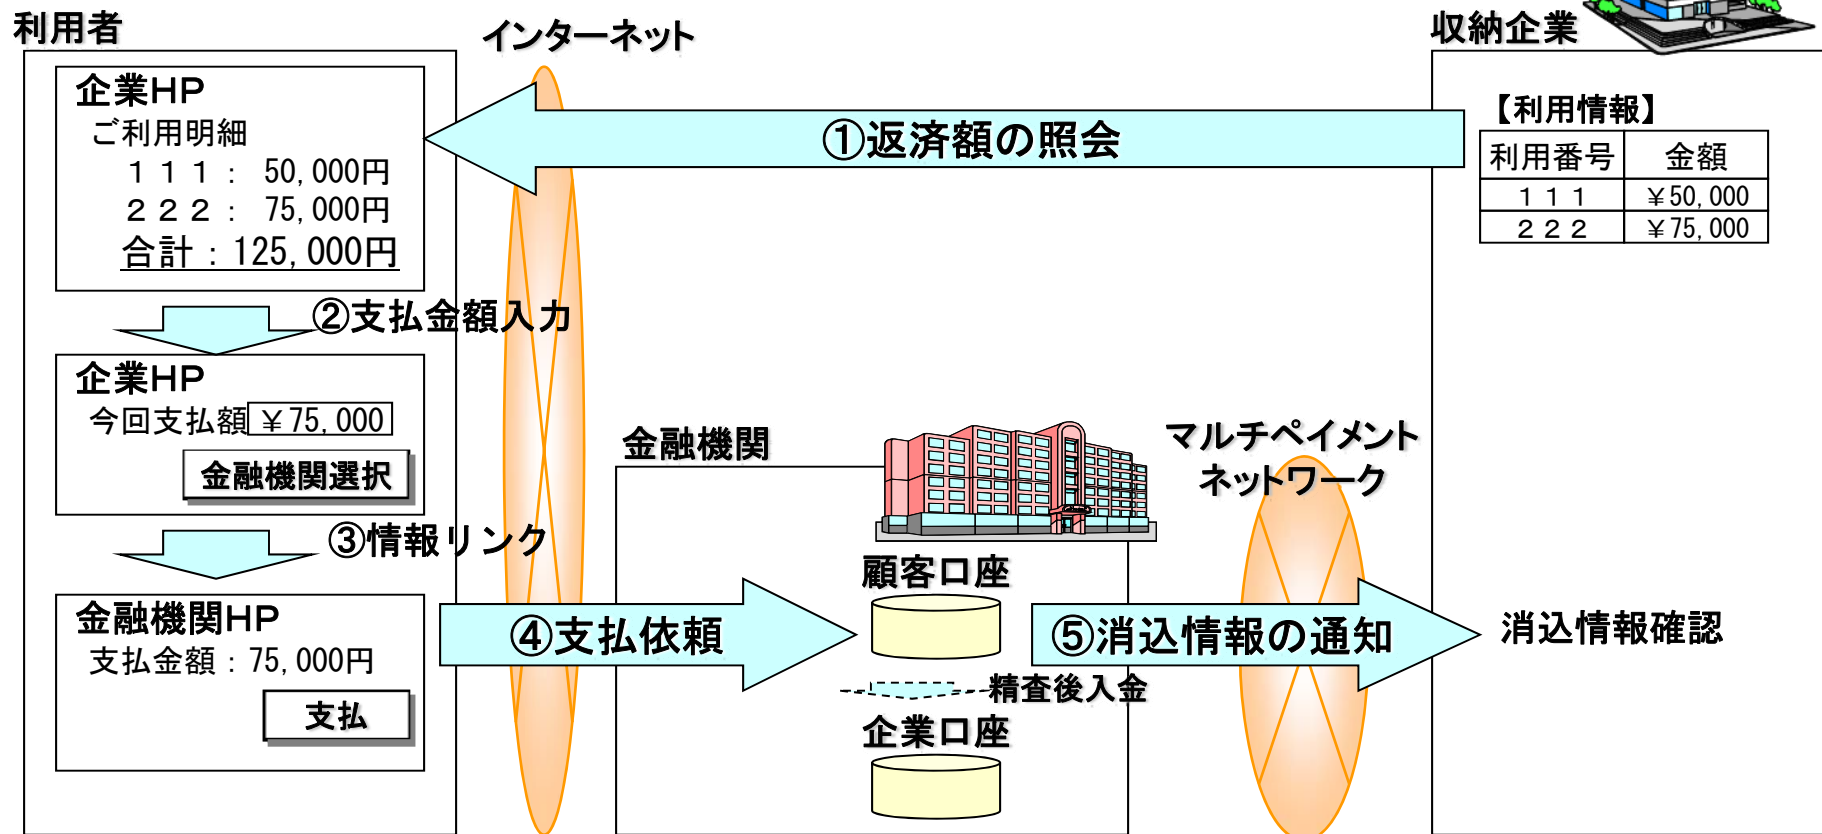 利用者
インターネット
収納企業
企業HP
ご利用明細
１１１： 50,000円
２２２： 75,000円
合計：125,000円
①返済額の照会
【利用情報】
利用番号 金額
１１１ ￥50,000
２２２ ￥75,000
②支払金額入力
企業HP
今回支払額 ￥75,000
金融機関選択
③情報リンク
金融機関HP
支払金額：75,000円
支払
④支払依頼
金融機関
顧客口座
精査後入金
企業口座
マルチペイメント
ネットワーク
⑤消込情報の通知
消込情報確認